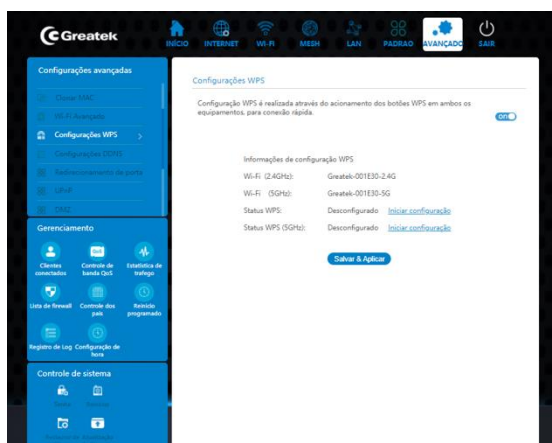 Greatek
INÍCIO INTERNET WI-FI MESH LAN PADRAO AVANÇADO SAIR
Configurações avançadas
Clonar MAC
Wi-Fi Avançado
Configurações WPS >
Configurações DDNS
Redirecionamento de porta
UPnP
DMZ
Gerenciamento
Clientes conectados
Controle de banda QoS
Estatística de trafego
Lista de firewall
Controle dos pais
Reinício programado
Registro de Log
Configuração de hora
Controle de sistema
Configurações WPS
Configuração WPS é realizada através do acionamento dos botões WPS em ambos os
equipamentos, para conexão rápida.
on
Informações de configuração WPS
Wi-Fi (2.4GHz): Greatek-001E30-2.4G
Wi-Fi (5GHz): Greatek-001E30-5G
Status WPS: Desconfigurado Iniciar configuração
Status WPS (5GHz): Desconfigurado Iniciar configuração
Salvar & Aplicar